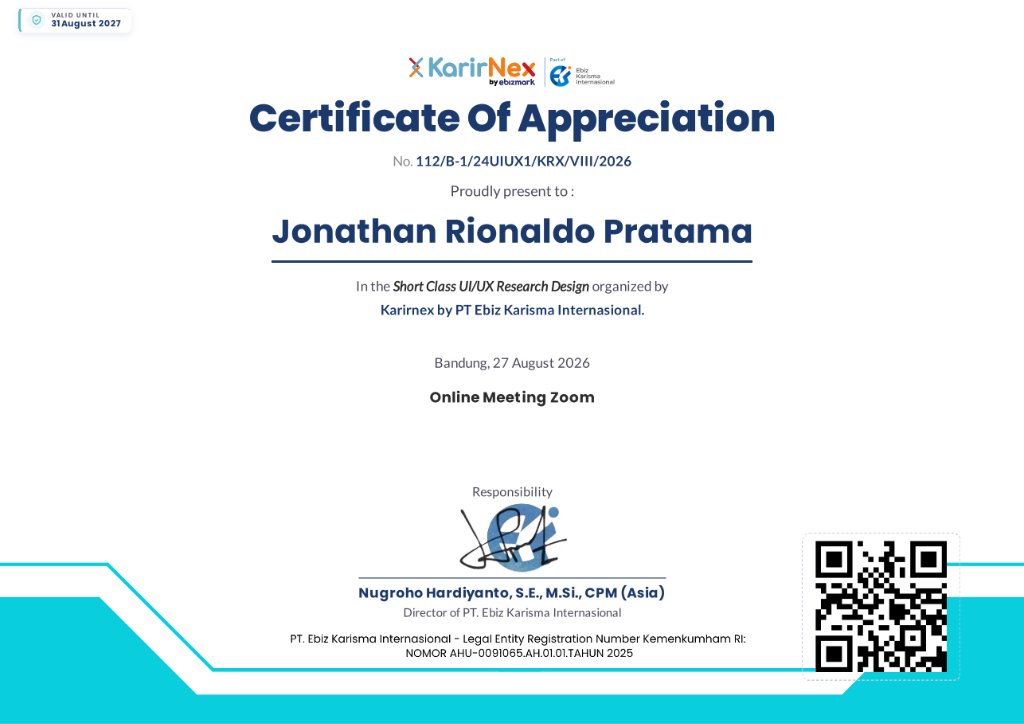 VALID UNTIL
31 August 2027
KarirNex
by ebizmark
Part of
Ebiz
Karisma
Internasional
Certificate Of Appreciation
No. 112/B-1/24UIUX1/KRX/VIII/2026
Proudly present to :
Jonathan Rionaldo Pratama
In the Short Class UI/UX Research Design organized by
Karirnex by PT Ebiz Karisma Internasional.
Bandung, 27 August 2026
Online Meeting Zoom
Responsibility
Nugroho Hardiyanto, S.E., M.Si., CPM (Asia)
Director of PT. Ebiz Karisma Internasional
PT. Ebiz Karisma Internasional - Legal Entity Registration Number Kemenkumham RI:
NOMOR AHU-0091065.AH.01.01.TAHUN 2025